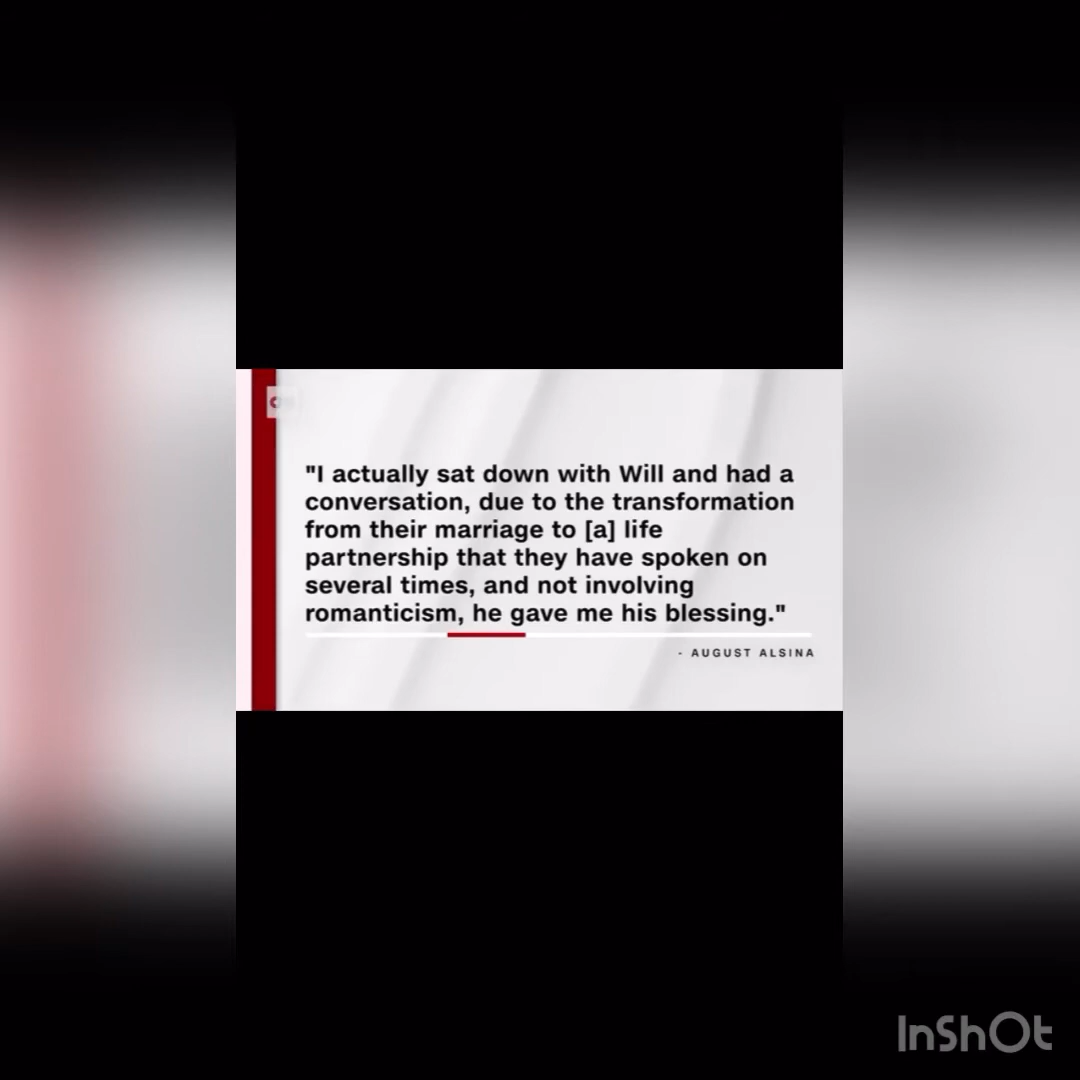 "I actually sat down with Will and had a
conversation, due to the transformation
from their marriage to [a] life
partnership that they have spoken on
several times, and not involving
romanticism, he gave me his blessing."
- AUGUST ALSINA
InShOt